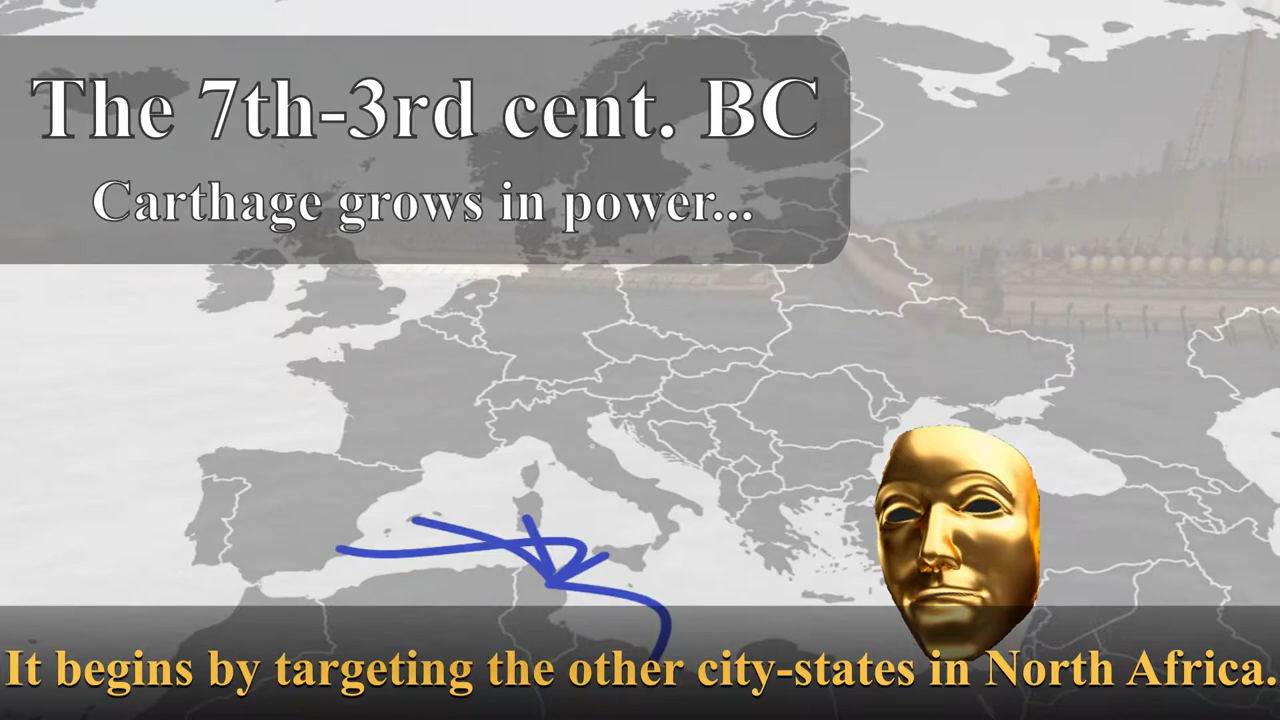 The 7th-3rd cent. BC
Carthage grows in power...
It begins by targeting the other city-states in North Africa.